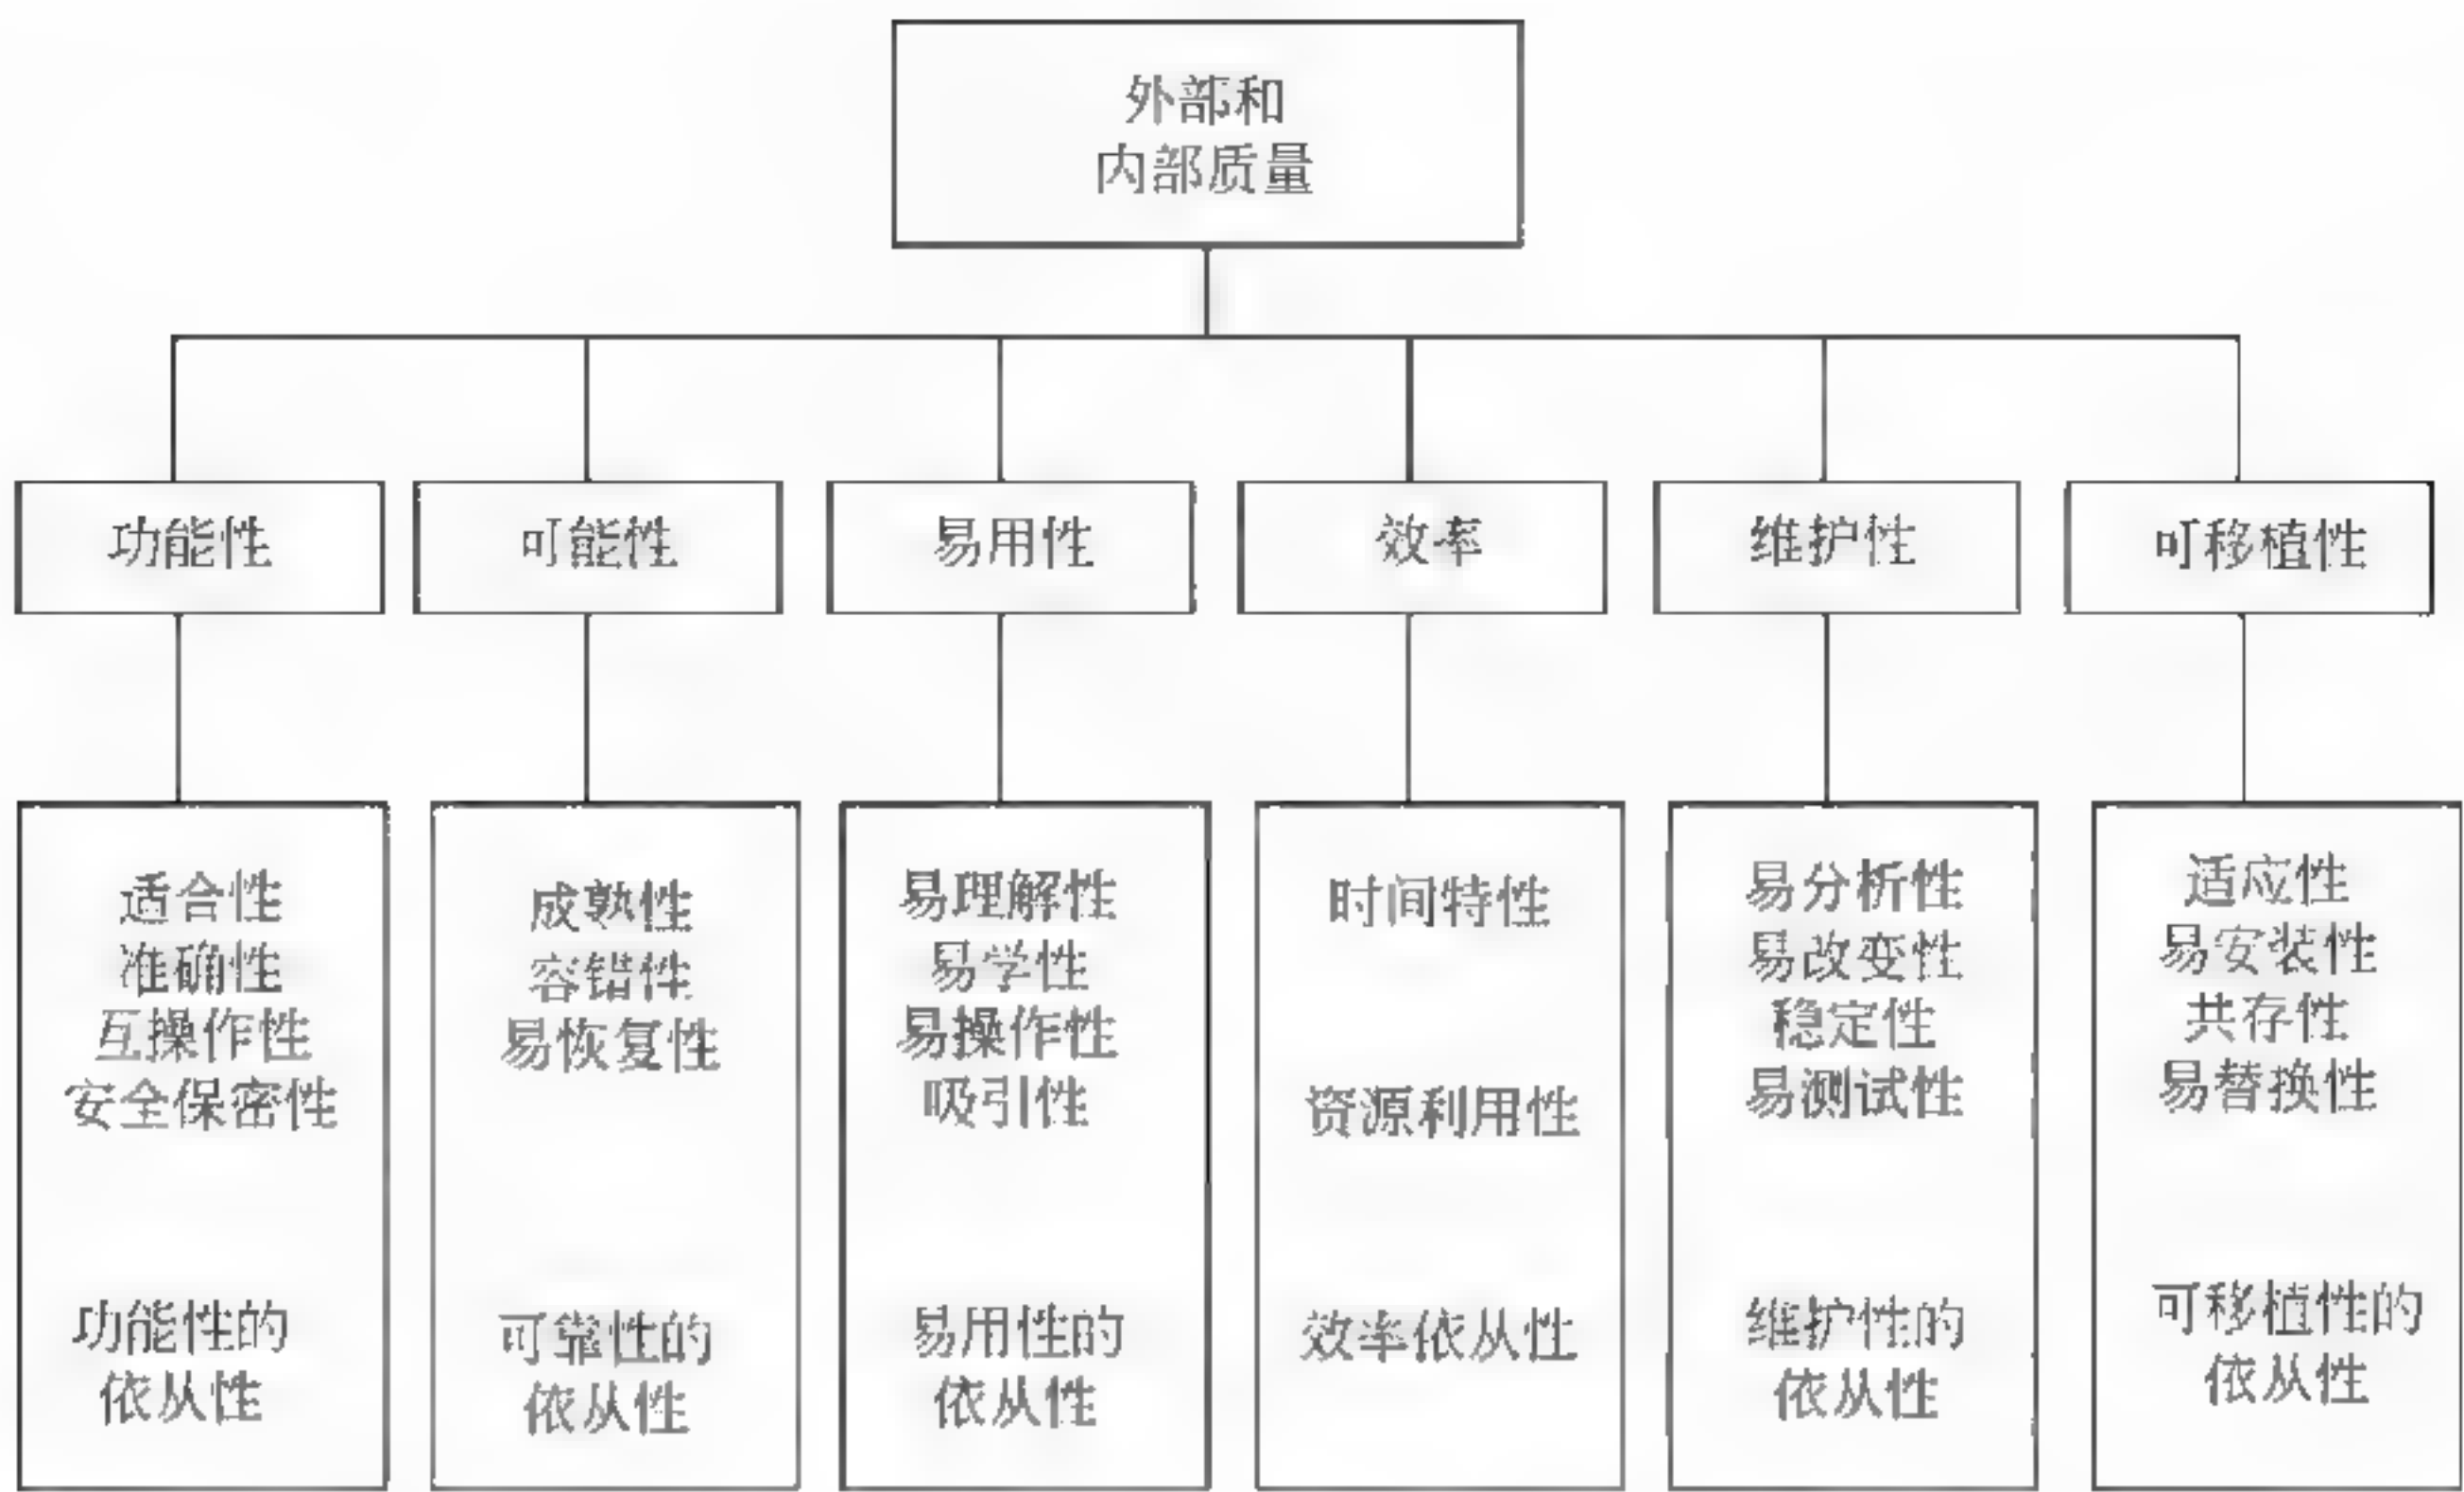 外部和
内部质量
功能性
可能性
易用性
效率
维护性
可移植性
适合性
准确性
互操作性
安全保密性
功能性的
依从性
成熟性
容错性
易恢复性
可靠性的
依从性
易理解性
易学性
易操作性
吸引性
易用性的
依从性
时间特性
资源利用性
效率依从性
易分析性
易改变性
稳定性
易测试性
维护性的
依从性
适应性
易安装性
共存性
易替换性
可移植性的
依从性